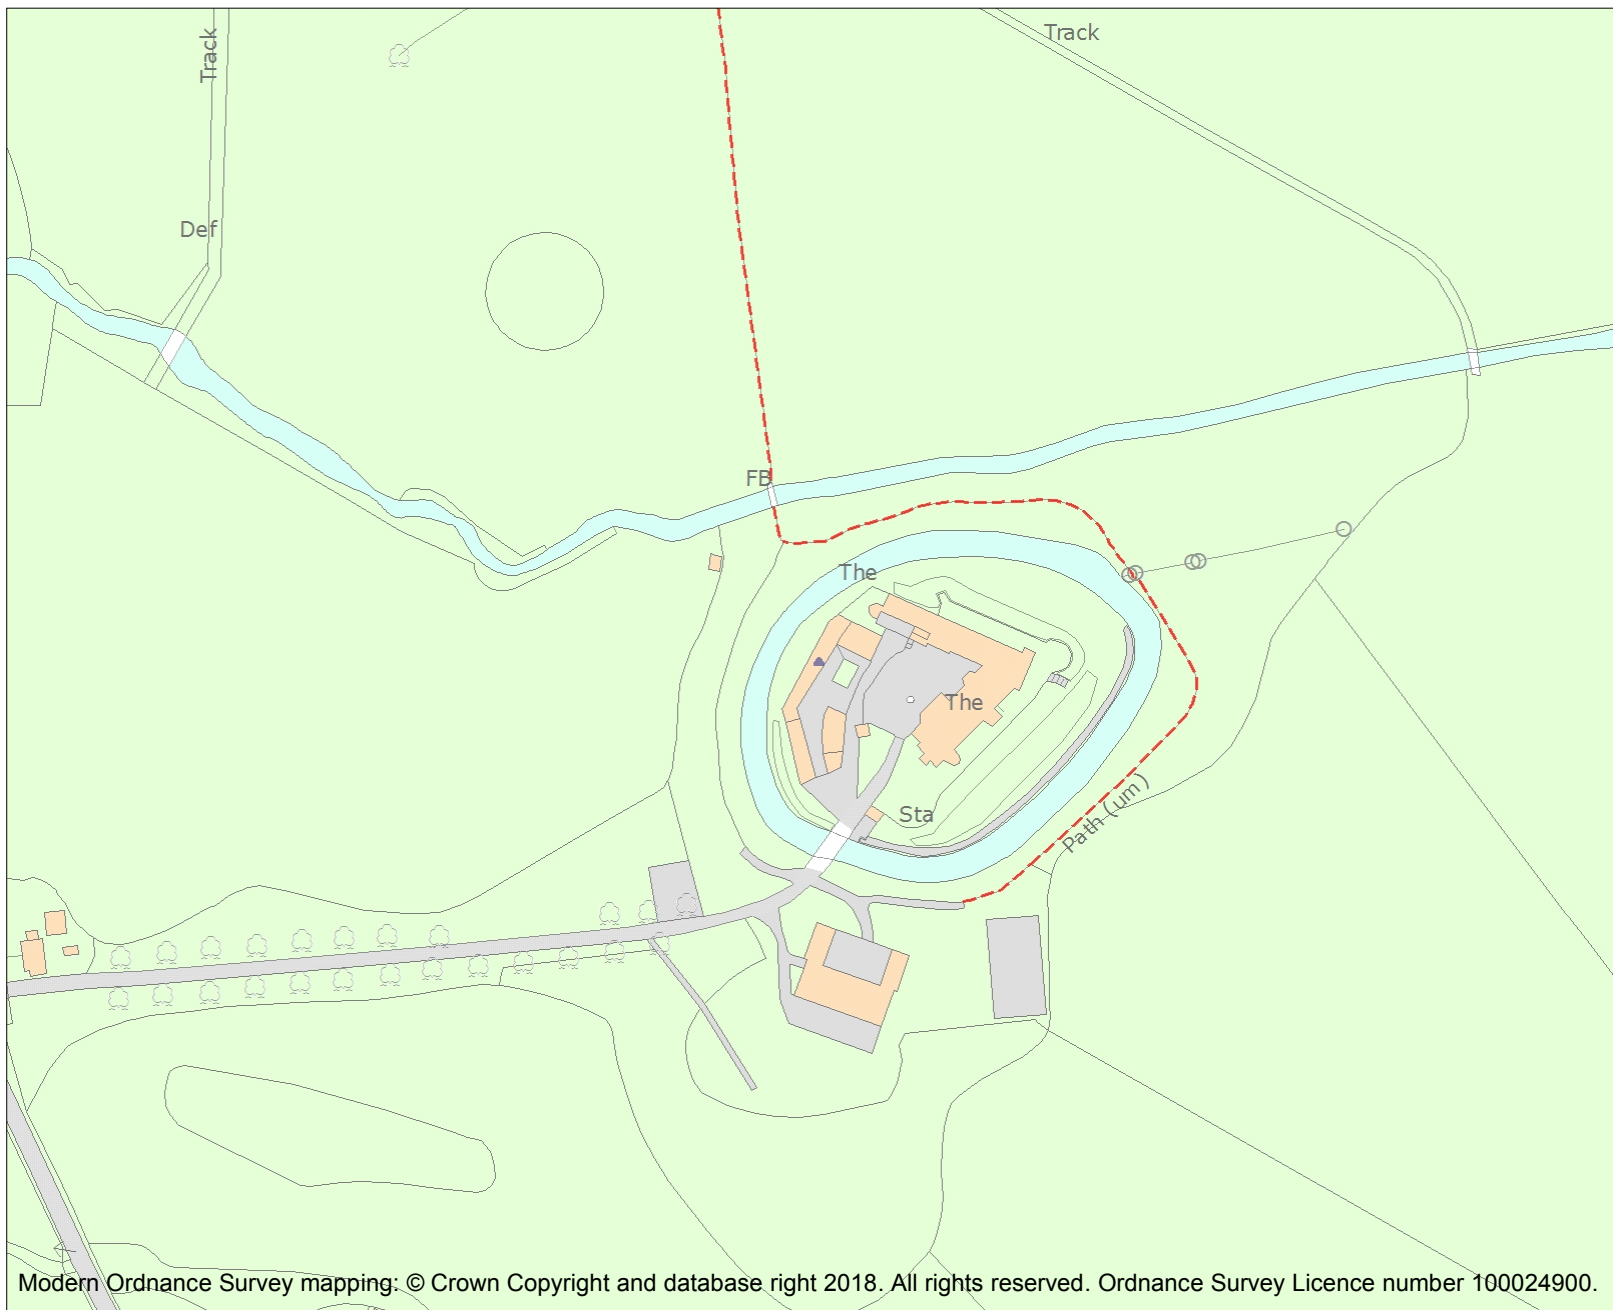 Track
Track
Def
FB
The
The
Sta
Path (um)
Modern Ordnance Survey mapping: © Crown Copyright and database right 2018. All rights reserved. Ordnance Survey Licence number 100024900.